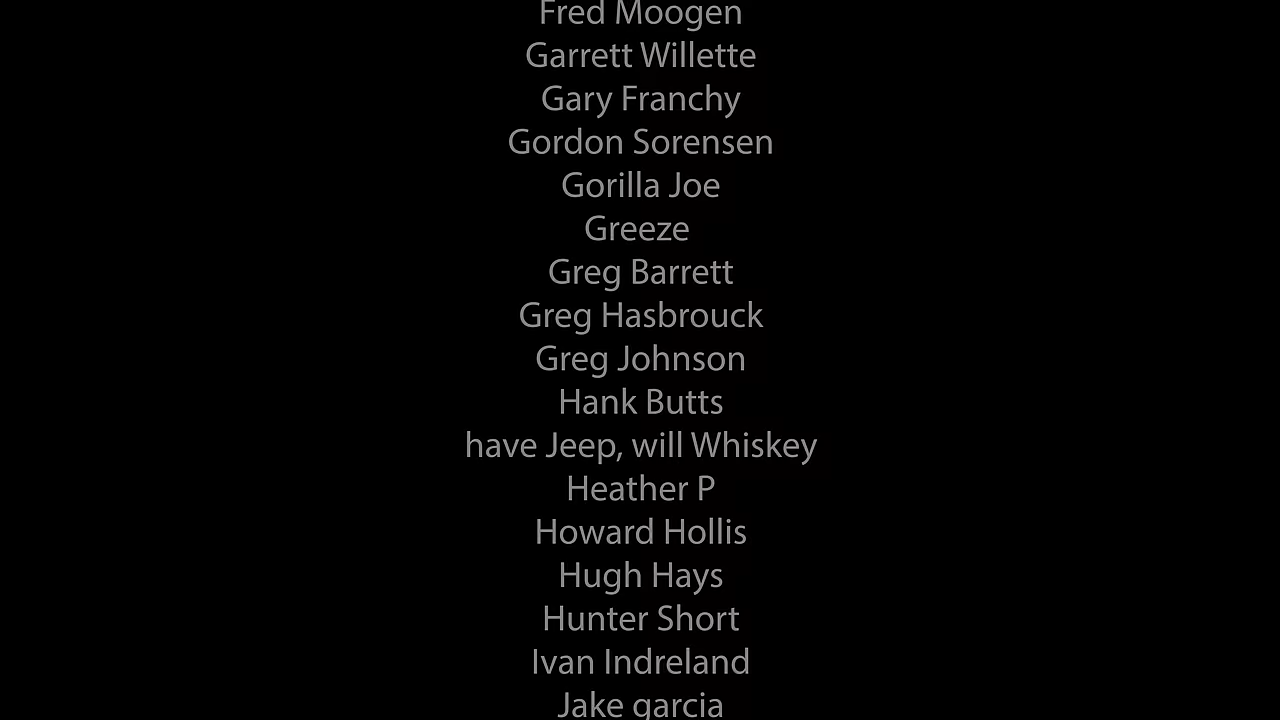 Fred Moogen
Garrett Willette
Gary Franchy
Gordon Sorensen
Gorilla Joe
Greeze
Greg Barrett
Greg Hasbrouck
Greg Johnson
Hank Butts
have Jeep, will Whiskey
Heather P
Howard Hollis
Hugh Hays
Hunter Short
Ivan Indreland
Jake garcia